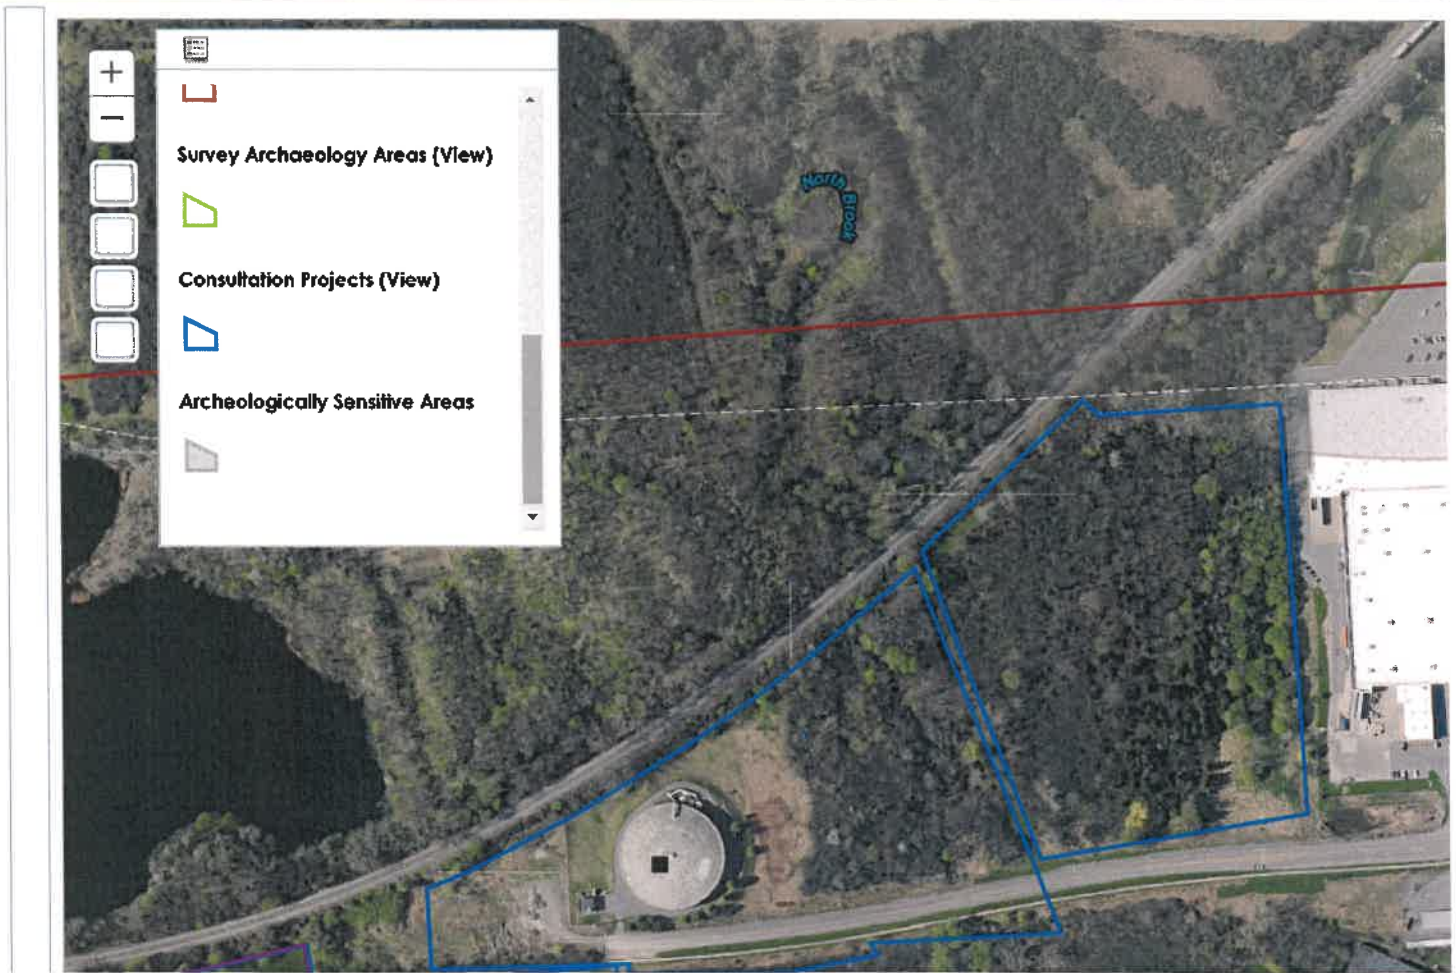 +
−
Survey Archaeology Areas (View)
Consultation Projects (View)
Archeologically Sensitive Areas
North Brook